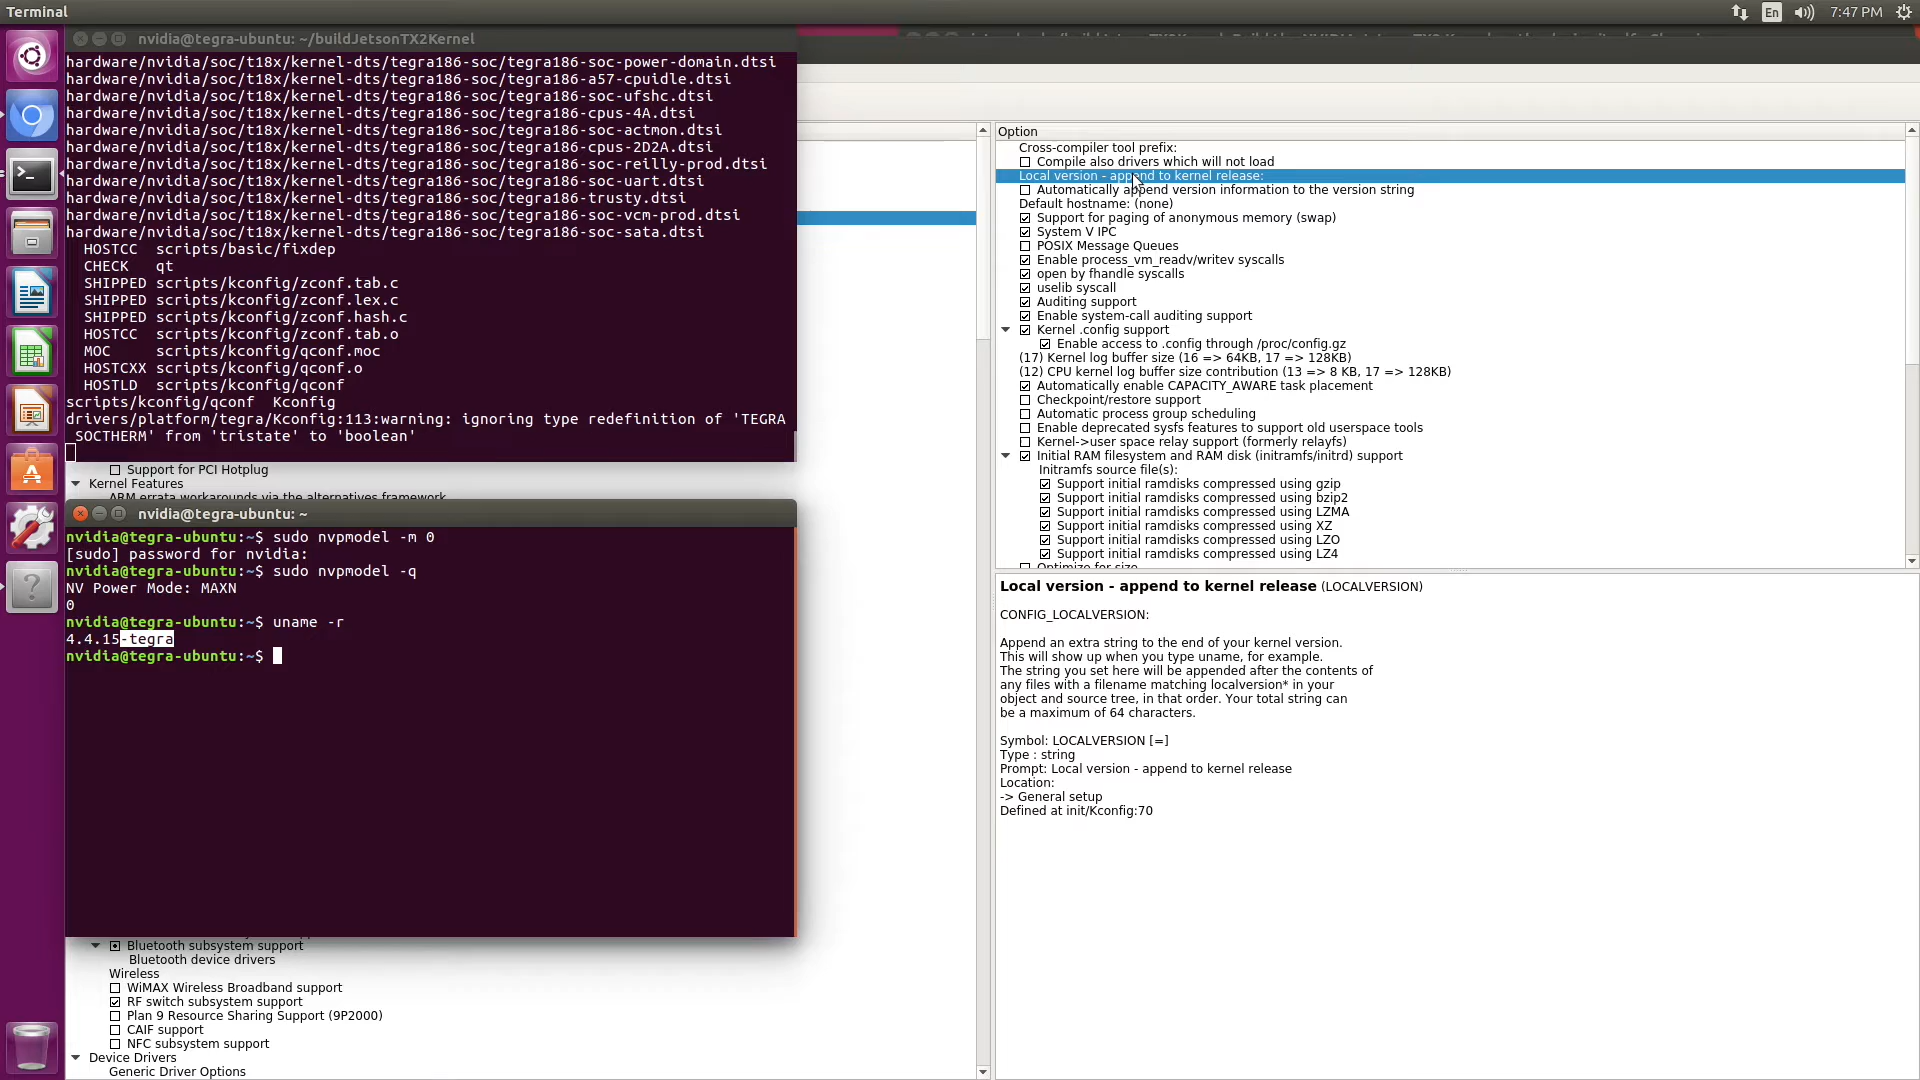 Terminal
En
7:47 PM
nvidia@tegra-ubuntu: ~/buildJetsonTX2Kernel
hardware/nvidia/soc/t18x/kernel-dts/tegra186-soc/tegra186-soc-power-domain.dtsi
hardware/nvidia/soc/t18x/kernel-dts/tegra186-soc/tegra186-a57-cpuidle.dtsi
hardware/nvidia/soc/t18x/kernel-dts/tegra186-soc/tegra186-soc-ufshc.dtsi
hardware/nvidia/soc/t18x/kernel-dts/tegra186-soc/tegra186-cpus-4A.dtsi
hardware/nvidia/soc/t18x/kernel-dts/tegra186-soc/tegra186-soc-actmon.dtsi
hardware/nvidia/soc/t18x/kernel-dts/tegra186-soc/tegra186-cpus-2D2A.dtsi
hardware/nvidia/soc/t18x/kernel-dts/tegra186-soc/tegra186-soc-reilly-prod.dtsi
hardware/nvidia/soc/t18x/kernel-dts/tegra186-soc/tegra186-soc-uart.dtsi
hardware/nvidia/soc/t18x/kernel-dts/tegra186-soc/tegra186-trusty.dtsi
hardware/nvidia/soc/t18x/kernel-dts/tegra186-soc/tegra186-soc-vcm-prod.dtsi
hardware/nvidia/soc/t18x/kernel-dts/tegra186-soc/tegra186-soc-sata.dtsi
HOSTCC scripts/basic/fixdep
CHECK qt
SHIPPED scripts/kconfig/zconf.tab.c
SHIPPED scripts/kconfig/zconf.lex.c
SHIPPED scripts/kconfig/zconf.hash.c
HOSTCC scripts/kconfig/zconf.tab.o
MOC scripts/kconfig/qconf.moc
HOSTCXX scripts/kconfig/qconf.o
HOSTLD scripts/kconfig/qconf
scripts/kconfig/qconf Kconfig
drivers/platform/tegra/Kconfig:113:warning: ignoring type redefinition of 'TEGRA
_SOCTHERM' from 'tristate' to 'boolean'
Support for PCI Hotplug
Kernel Features
ARM errata workarounds via the alternatives framework
nvidia@tegra-ubuntu: ~
nvidia@tegra-ubuntu:~$ sudo nvpmodel -m 0
[sudo] password for nvidia:
nvidia@tegra-ubuntu:~$ sudo nvpmodel -q
NV Power Mode: MAXN
0
nvidia@tegra-ubuntu:~$ uname -r
4.4.15-tegra
nvidia@tegra-ubuntu:~$
Bluetooth subsystem support
Bluetooth device drivers
Wireless
WiMAX Wireless Broadband support
RF switch subsystem support
Plan 9 Resource Sharing Support (9P2000)
CAIF support
NFC subsystem support
Device Drivers
Generic Driver Options
Option
Cross-compiler tool prefix:
Compile also drivers which will not load
Local version - append to kernel release:
Automatically append version information to the version string
Default hostname: (none)
Support for paging of anonymous memory (swap)
System V IPC
POSIX Message Queues
Enable process_vm_readv/writev syscalls
open by fhandle syscalls
uselib syscall
Auditing support
Enable system-call auditing support
Kernel .config support
Enable access to .config through /proc/config.gz
(17) Kernel log buffer size (16 => 64KB, 17 => 128KB)
(12) CPU kernel log buffer size contribution (13 => 8 KB, 17 => 128KB)
Automatically enable CAPACITY_AWARE task placement
Checkpoint/restore support
Automatic process group scheduling
Enable deprecated sysfs features to support old userspace tools
Kernel->user space relay support (formerly relayfs)
Initial RAM filesystem and RAM disk (initramfs/initrd) support
Initramfs source file(s):
Support initial ramdisks compressed using gzip
Support initial ramdisks compressed using bzip2
Support initial ramdisks compressed using LZMA
Support initial ramdisks compressed using XZ
Support initial ramdisks compressed using LZO
Support initial ramdisks compressed using LZ4
Optimize for size
Local version - append to kernel release (LOCALVERSION)
CONFIG_LOCALVERSION:
Append an extra string to the end of your kernel version.
This will show up when you type uname, for example.
The string you set here will be appended after the contents of
any files with a filename matching localversion* in your
object and source tree, in that order. Your total string can
be a maximum of 64 characters.
Symbol: LOCALVERSION [=]
Type : string
Prompt: Local version - append to kernel release
Location:
-> General setup
Defined at init/Kconfig:70